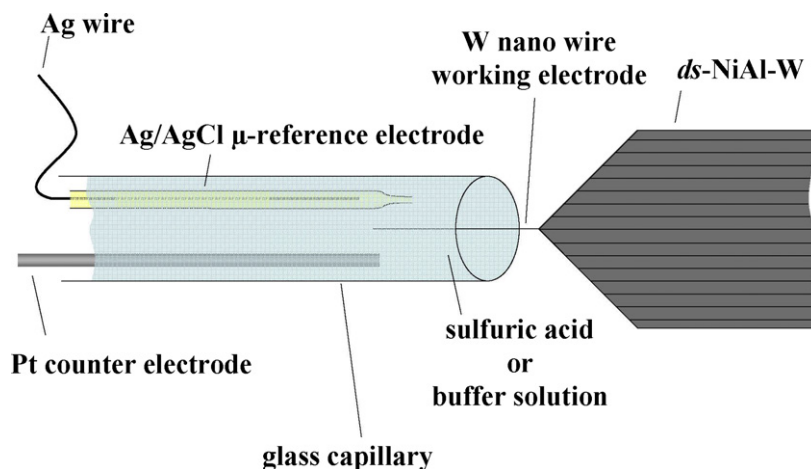 Ag wire
W nano wire
working electrode
ds-NiAl-W
Ag/AgCl μ-reference electrode
Pt counter electrode
sulfuric acid
or
buffer solution
glass capillary